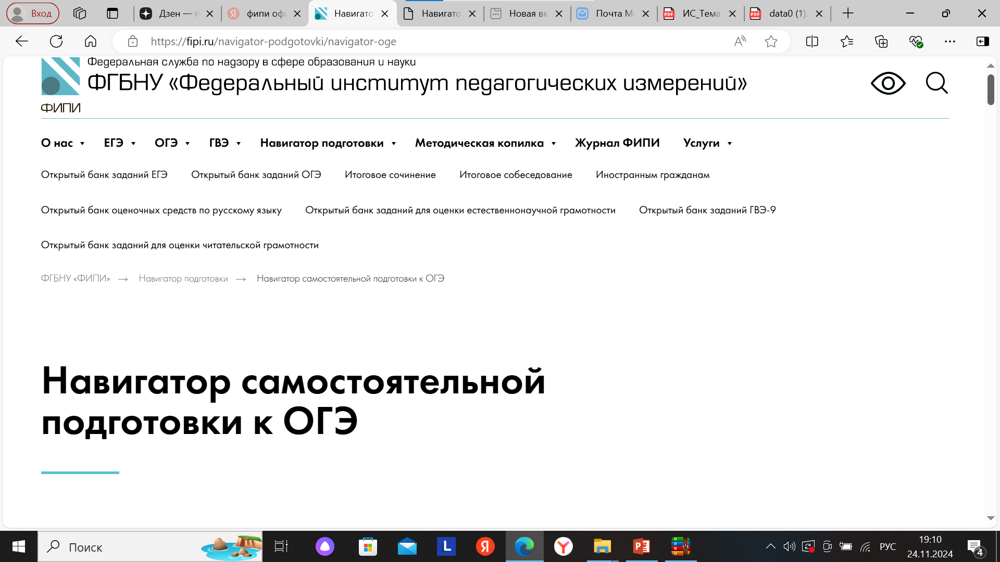 Вход
Дзен — п
фипи офи
Навигато
Навигато
Новая вк
Почта Ma
ИС_Тема
data0 (1).
https://fipi.ru/navigator-podgotovki/navigator-oge
Федеральная служба по надзору в сфере образования и науки
ФГБНУ «Федеральный институт педагогических измерений»
ФИПИ
О нас ЕГЭ ОГЭ ГВЭ Навигатор подготовки Методическая копилка Журнал ФИПИ Услуги
Открытый банк заданий ЕГЭ Открытый банк заданий ОГЭ Итоговое сочинение Итоговое собеседование Иностранным гражданам
Открытый банк оценочных средств по русскому языку Открытый банк заданий для оценки естественнонаучной грамотности Открытый банк заданий ГВЭ-9
Открытый банк заданий для оценки читательской грамотности
ФГБНУ «ФИПИ» → Навигатор подготовки → Навигатор самостоятельной подготовки к ОГЭ
Навигатор самостоятельной
подготовки к ОГЭ
Поиск
РУС
19:10
24.11.2024
4